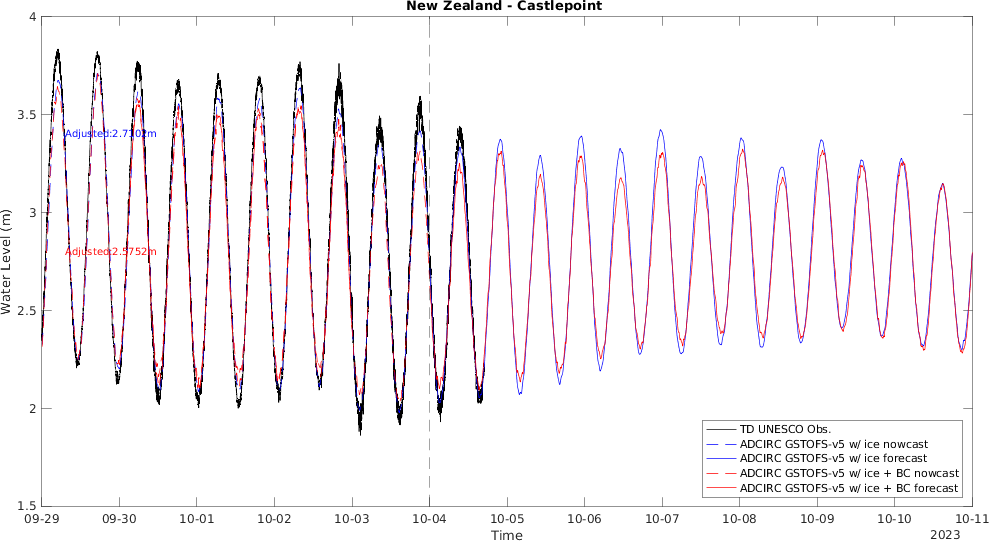 New Zealand - Castlepoint
4
3.5
3
2.5
2
1.5
Water Level (m)
Adjusted:2.7102m
Adjusted:2.5752m
TD UNESCO Obs.
ADCIRC GSTOFS-v5 w/ ice nowcast
ADCIRC GSTOFS-v5 w/ ice forecast
ADCIRC GSTOFS-v5 w/ ice + BC nowcast
ADCIRC GSTOFS-v5 w/ ice + BC forecast
09-29 09-30 10-01 10-02 10-03 10-04 10-05 10-06 10-07 10-08 10-09 10-10 10-11
Time
2023